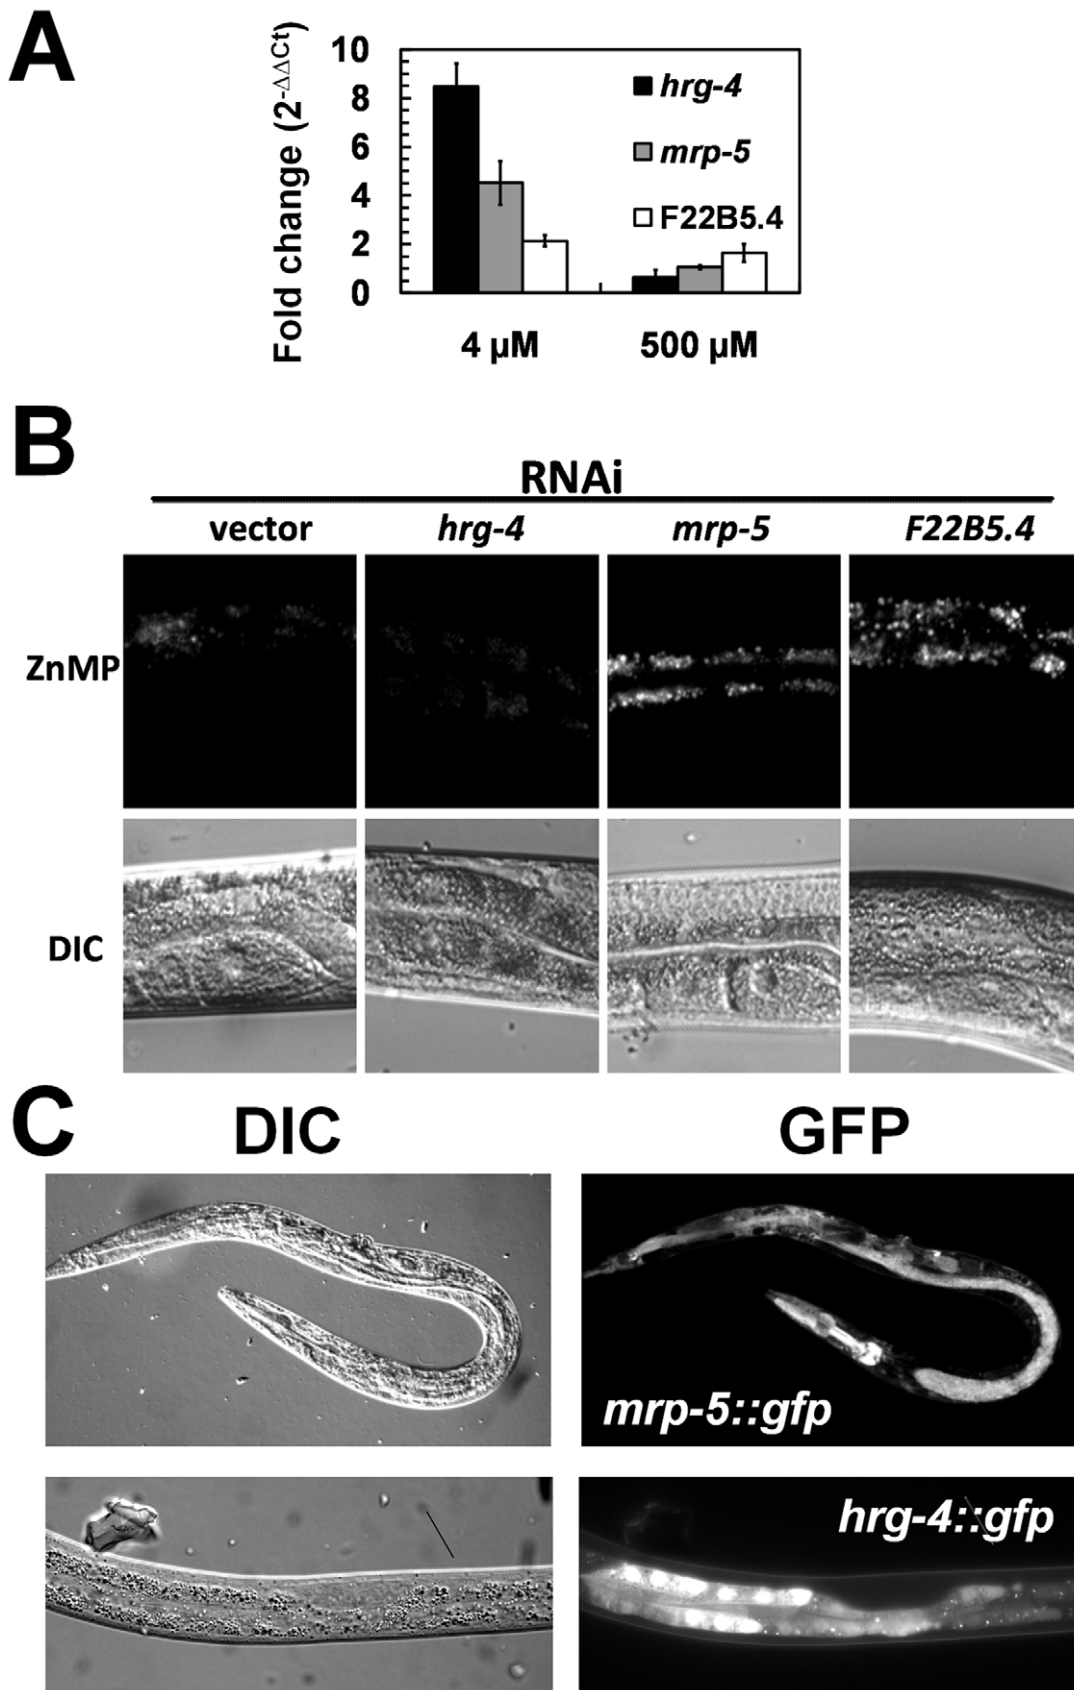 A
Fold change (2-ΔΔCt)
10
8
6
4
2
0
hrg-4
mrp-5
F22B5.4
4 µM
500 µM
B
RNAi
vector hrg-4 mrp-5 F22B5.4
ZnMP
DIC
C
DIC GFP
mrp-5::gfp
hrg-4::gfp